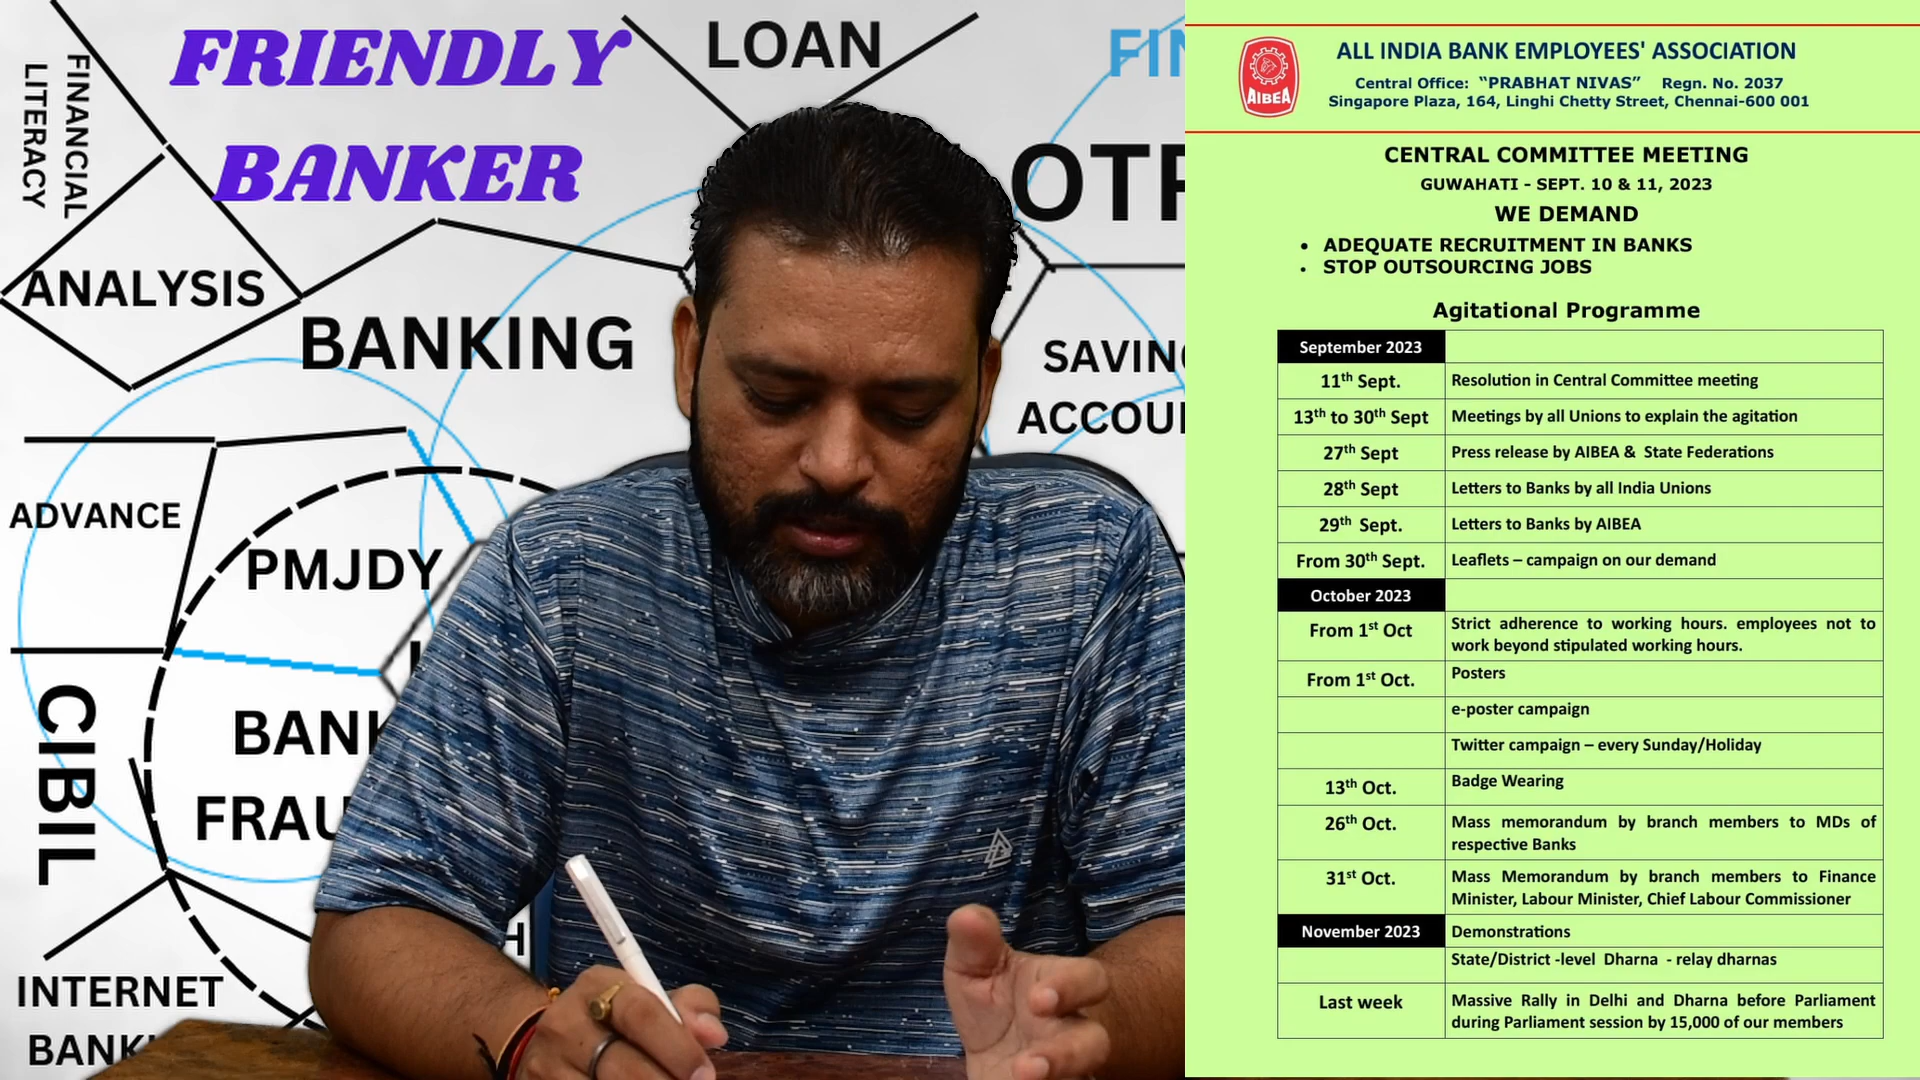 FRIENDLY
BANKER
FINANCIAL
LITERACY
LOAN
ANALYSIS
BANKING
ADVANCE
PMJDY
CIBIL
BANK
FRAU
INTERNET
BANKI
H
FIN
OTP
SAVING
ACCOU
AIBEA
ALL INDIA BANK EMPLOYEES' ASSOCIATION
Central Office: “PRABHAT NIVAS” Regn. No. 2037
Singapore Plaza, 164, Linghi Chetty Street, Chennai-600 001
CENTRAL COMMITTEE MEETING
GUWAHATI - SEPT. 10 & 11, 2023
WE DEMAND
• ADEQUATE RECRUITMENT IN BANKS
• STOP OUTSOURCING JOBS
Agitational Programme
September 2023
11th Sept. Resolution in Central Committee meeting
13th to 30th Sept Meetings by all Unions to explain the agitation
27th Sept Press release by AIBEA & State Federations
28th Sept Letters to Banks by all India Unions
29th Sept. Letters to Banks by AIBEA
From 30th Sept. Leaflets – campaign on our demand
October 2023
From 1st Oct Strict adherence to working hours. employees not to
work beyond stipulated working hours.
From 1st Oct. Posters
e-poster campaign
Twitter campaign – every Sunday/Holiday
13th Oct. Badge Wearing
26th Oct. Mass memorandum by branch members to MDs of
respective Banks
31st Oct. Mass Memorandum by branch members to Finance
Minister, Labour Minister, Chief Labour Commissioner
November 2023 Demonstrations
State/District -level Dharna - relay dharnas
Last week Massive Rally in Delhi and Dharna before Parliament
during Parliament session by 15,000 of our members